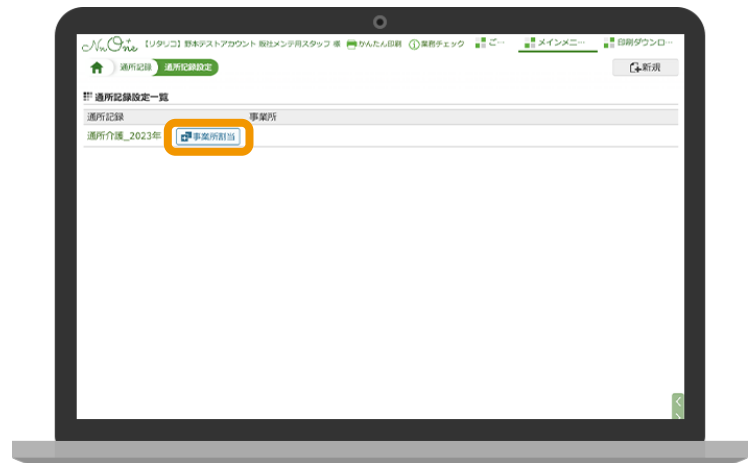 【リタリコ】野本テストアカウント 販社メンテ用スタッフ 様 かんたん印刷 業務チェック ご… メインメニ… 印刷ダウンロ…
通所記録 通所記録設定 新規
通所記録設定一覧
通所記録 事業所
通所介護_2023年 事業所割当